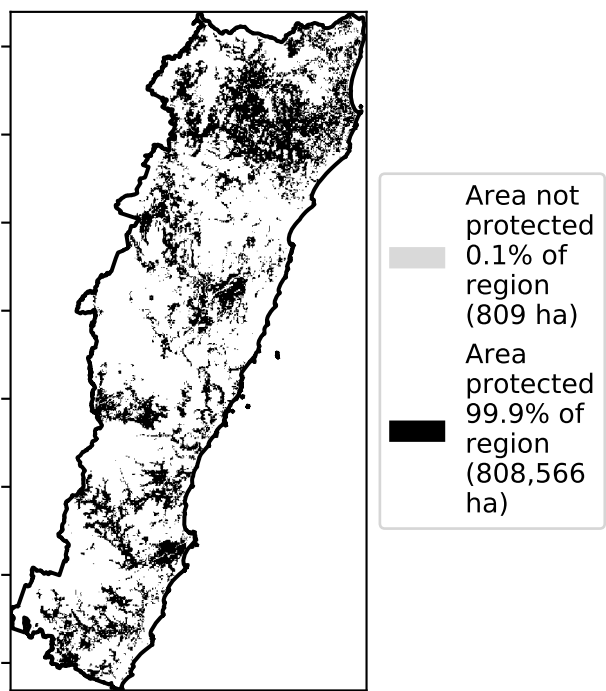 Area not
protected
0.1% of
region
(809 ha)
Area
protected
99.9% of
region
(808,566
ha)